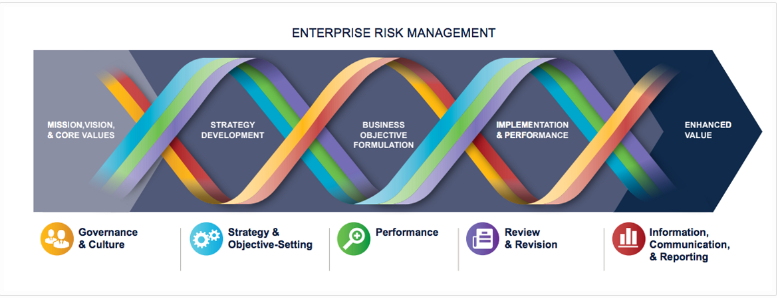 ENTERPRISE RISK MANAGEMENT
MISSION,VISION,
& CORE VALUES
STRATEGY
DEVELOPMENT
BUSINESS
OBJECTIVE
FORMULATION
IMPLEMENTATION
& PERFORMANCE
ENHANCED
VALUE
Governance
& Culture
Strategy &
Objective-Setting
Performance
Review
& Revision
Information,
Communication,
& Reporting